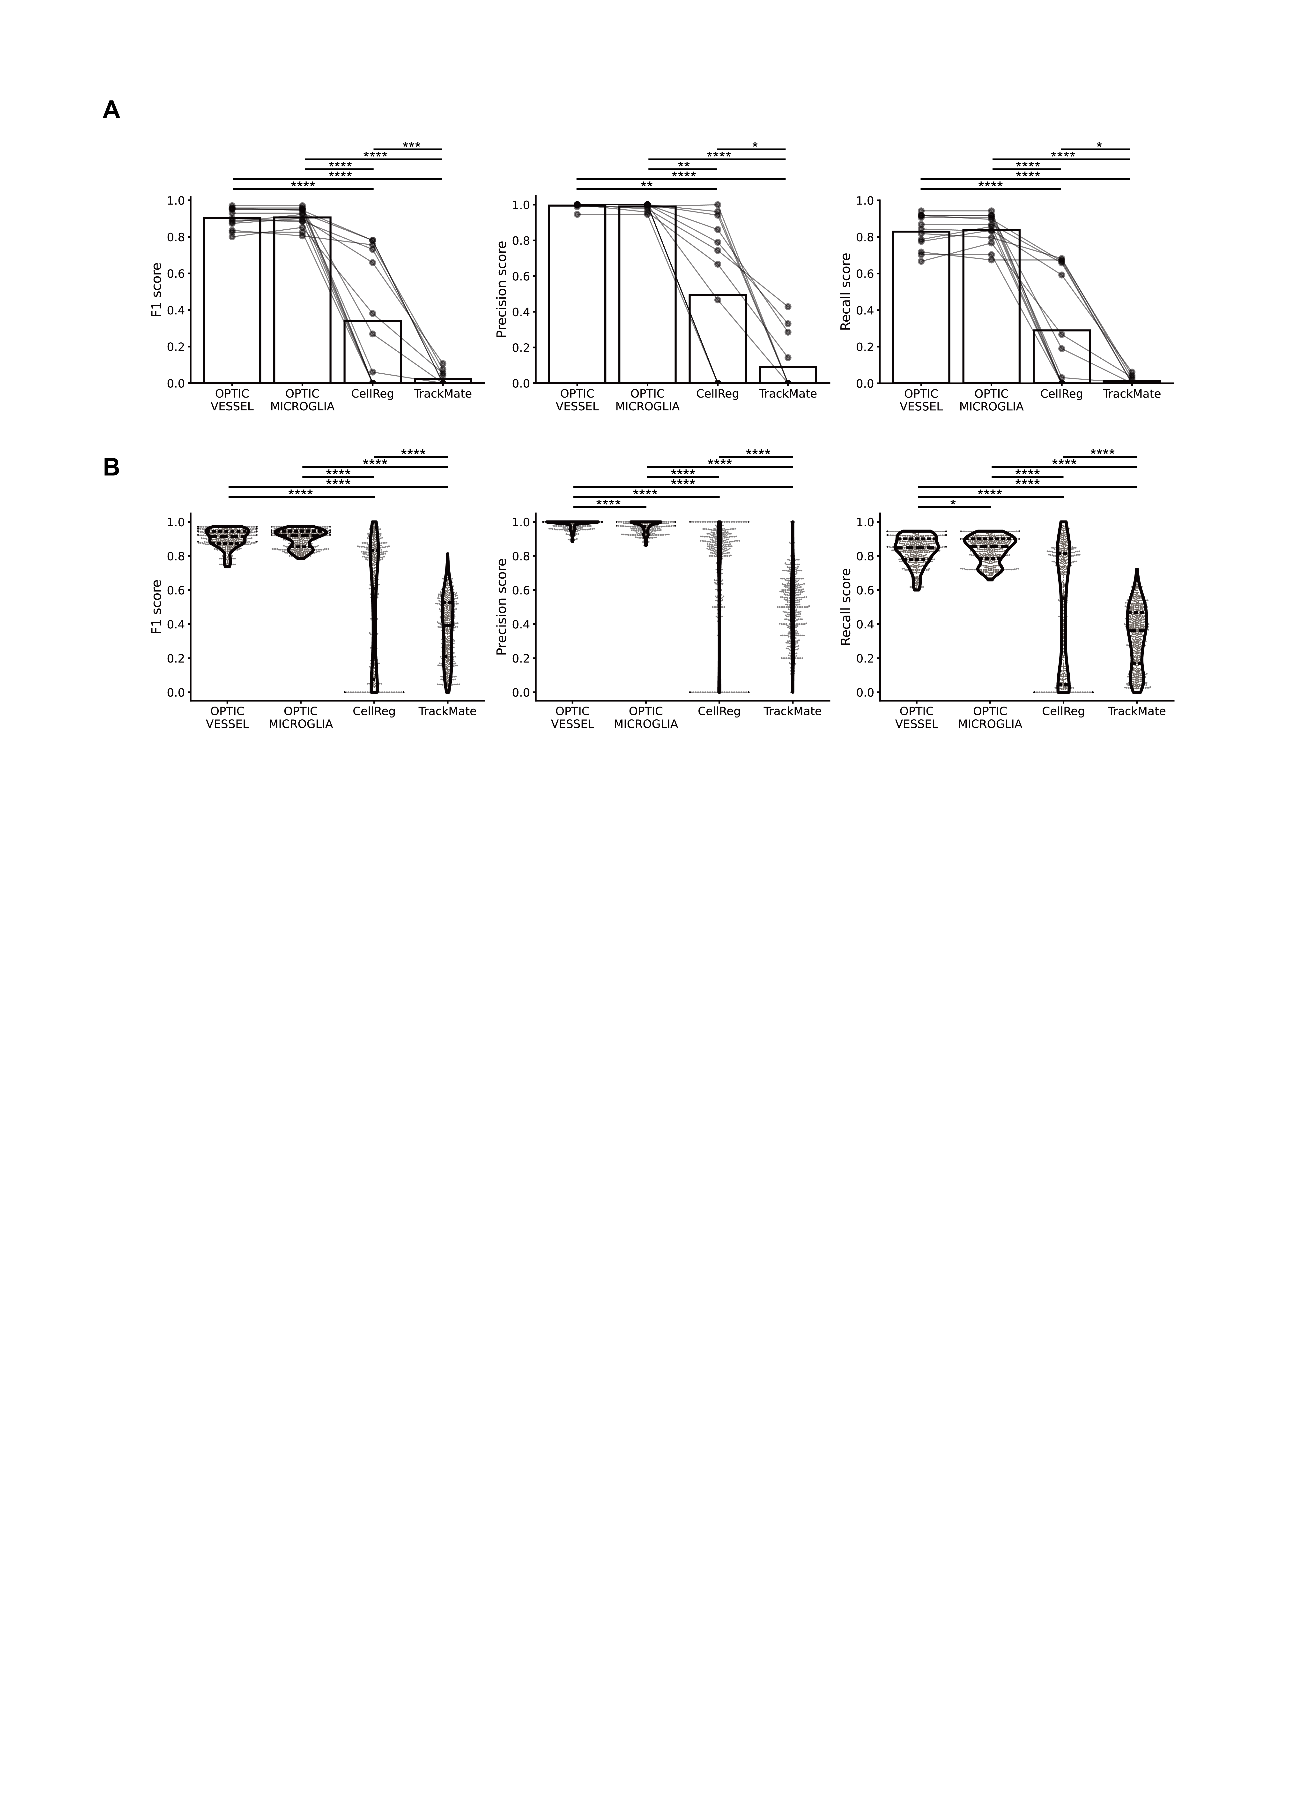 A
*** * *
**** **** ****
**** ** ****
**** **** ****
**** ** ****
1.0 1.0 1.0
0.8 0.8 0.8
0.6 0.6 0.6
0.4 0.4 0.4
0.2 0.2 0.2
0.0 0.0 0.0
F1 score Precision score Recall score
OPTIC OPTIC CellReg TrackMate OPTIC OPTIC CellReg TrackMate OPTIC OPTIC CellReg TrackMate
VESSEL MICROGLIA VESSEL MICROGLIA VESSEL MICROGLIA
B
**** **** ****
**** **** ****
**** **** ****
**** **** ****
**** **** ****
**** *
1.0 1.0 1.0
0.8 0.8 0.8
0.6 0.6 0.6
0.4 0.4 0.4
0.2 0.2 0.2
0.0 0.0 0.0
F1 score Precision score Recall score
OPTIC OPTIC CellReg TrackMate OPTIC OPTIC CellReg TrackMate OPTIC OPTIC CellReg TrackMate
VESSEL MICROGLIA VESSEL MICROGLIA VESSEL MICROGLIA